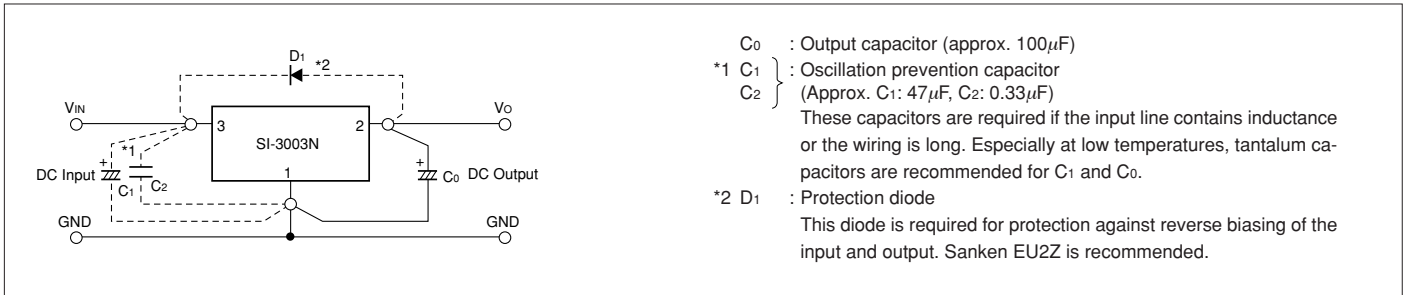 D1
*2
VIN
VO
3
2
SI-3003N
*1
1
+
+
DC Input
C1
C2
C0
DC Output
GND
GND
C0 : Output capacitor (approx. 100μF)
*1 C1 : Oscillation prevention capacitor
C2 (Approx. C1: 47μF, C2: 0.33μF)
These capacitors are required if the input line contains inductance
or the wiring is long. Especially at low temperatures, tantalum ca-
pacitors are recommended for C1 and C0.
*2 D1 : Protection diode
This diode is required for protection against reverse biasing of the
input and output. Sanken EU2Z is recommended.